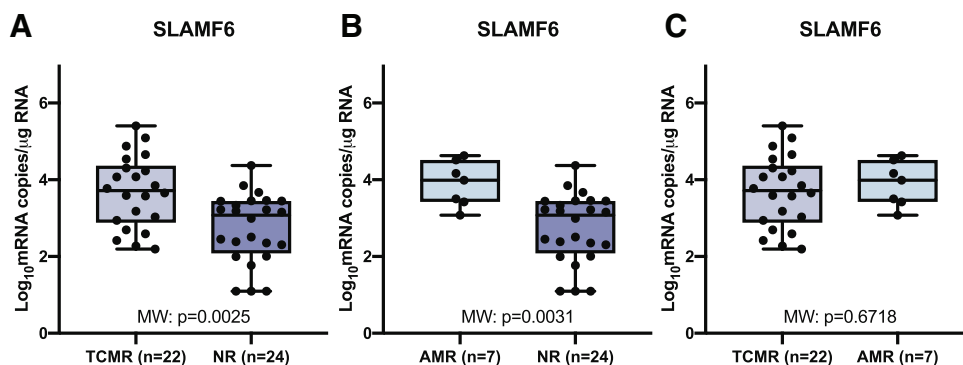 A
SLAMF6
Log10mRNA copies/µg RNA
6
4
2
0
MW: p=0.0025
TCMR (n=22) NR (n=24)
B
SLAMF6
Log10mRNA copies/µg RNA
6
4
2
0
MW: p=0.0031
AMR (n=7) NR (n=24)
C
SLAMF6
Log10mRNA copies/µg RNA
6
4
2
0
MW: p=0.6718
TCMR (n=22) AMR (n=7)